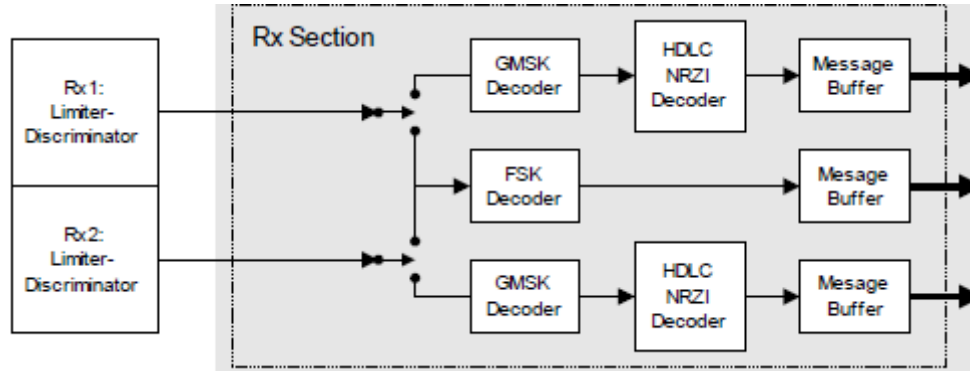 Rx Section
Rx1:
Limiter-
Discriminator
GMSK
Decoder
HDLC
NRZI
Decoder
Message
Buffer
FSK
Decoder
Mesage
Buffer
Rx2:
Limiter-
Discriminator
GMSK
Decoder
HDLC
NRZI
Decoder
Mesage
Buffer